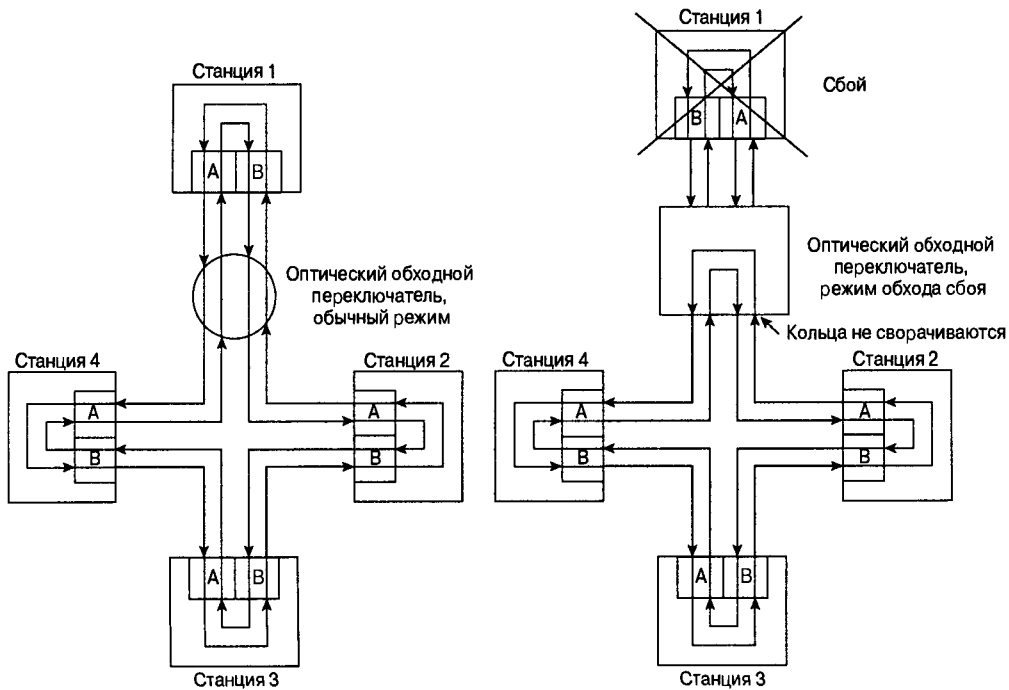 Станция 1
A
B
Оптический обходной
переключатель,
обычный режим
Станция 4
A
B
Станция 2
A
B
A
B
Станция 3
Станция 1
Сбой
B
A
Оптический обходной
переключатель,
режим обхода сбоя
Кольца не сворачиваются
Станция 4
A
B
Станция 2
A
B
A
B
Станция 3